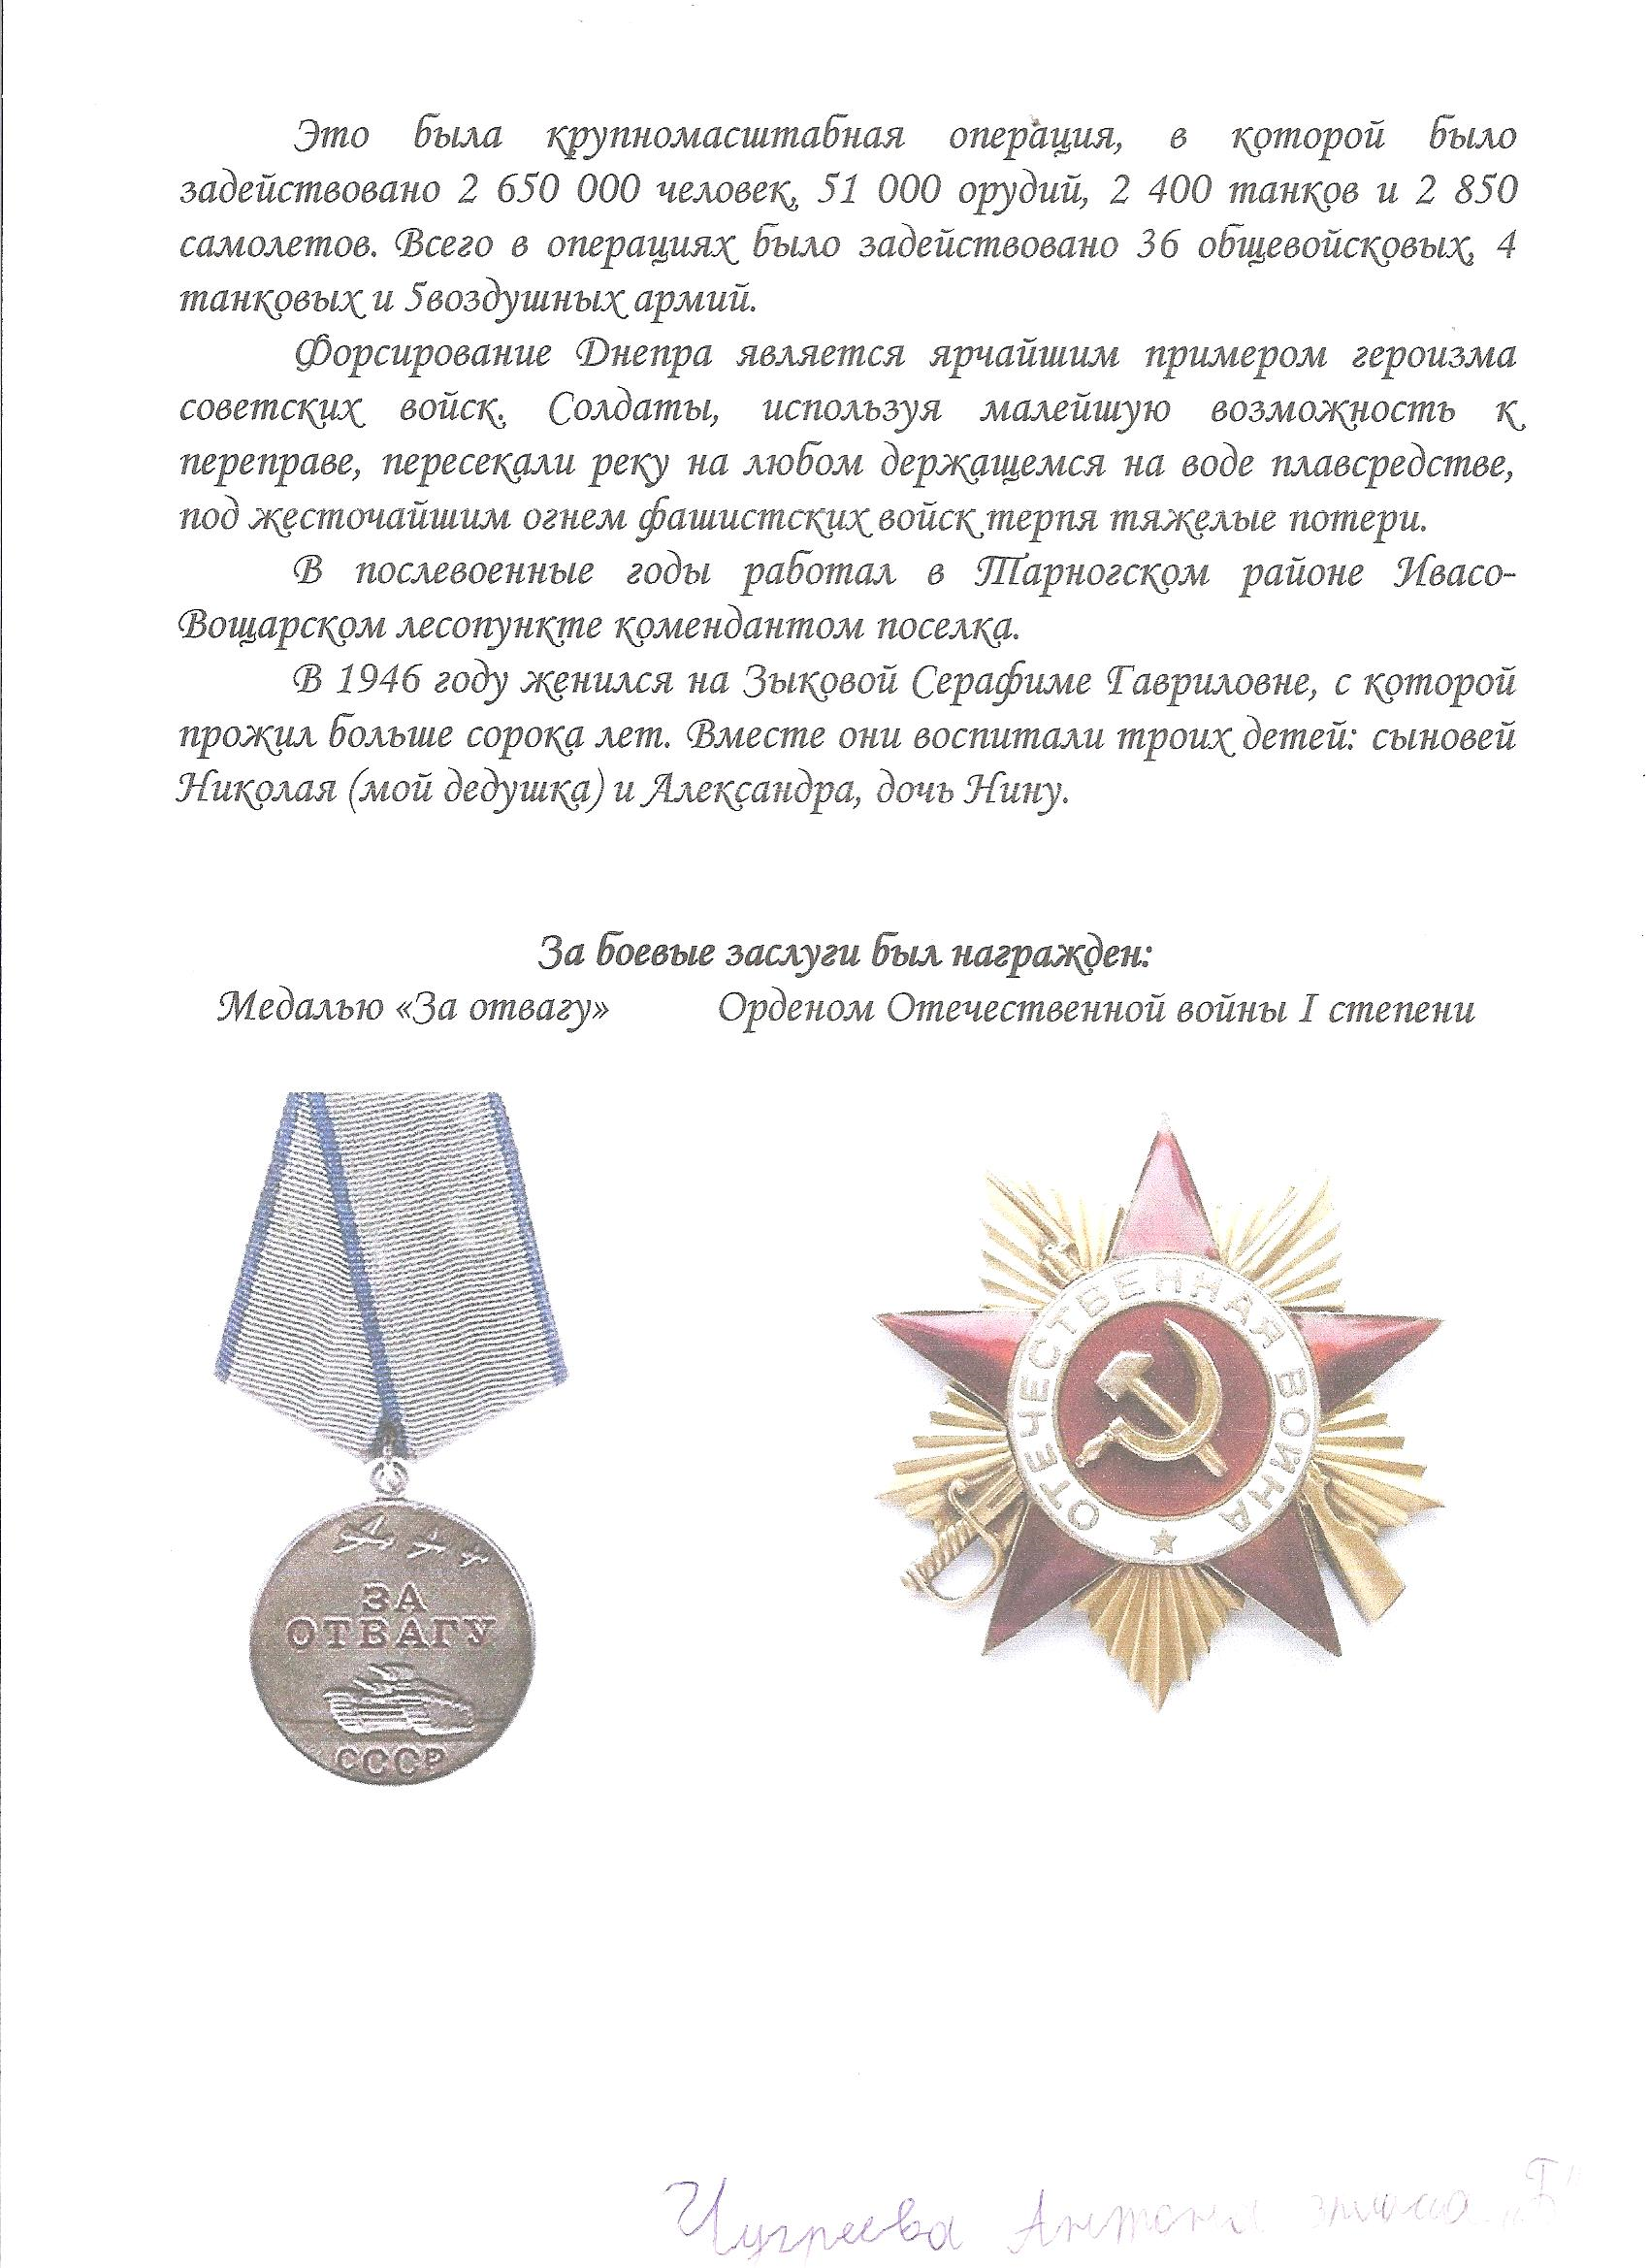 Это была крупномасштабная операция, в которой было
задействовано 2 650 000 человек, 51 000 орудий, 2 400 танков и 2 850
самолетов. Всего в операциях было задействовано 36 общевойсковых, 4
танковых и 5воздушных армий.
Форсирование Днепра является ярчайшим примером героизма
советских войск. Солдаты, используя малейшую возможность к
переправе, пересекали реку на любом держащемся на воде плавсредстве,
под жесточайшим огнем фашистских войск терпя тяжелые потери.
В послевоенные годы работал в Тарногском районе Ивасо-
Вощарском лесопункте комендантом поселка.
В 1946 году женился на Зыковой Серафиме Гавриловне, с которой
прожил больше сорока лет. Вместе они воспитали троих детей: сыновей
Николая (мой дедушка) и Александра, дочь Нину.
За боевые заслуги был награжден:
Медалью «За отвагу» Орденом Отечественной войны I степени
ЗА
ОТВАГУ
СССР
ОТЕЧЕСТВЕННАЯ ВОЙНА
Чугреева